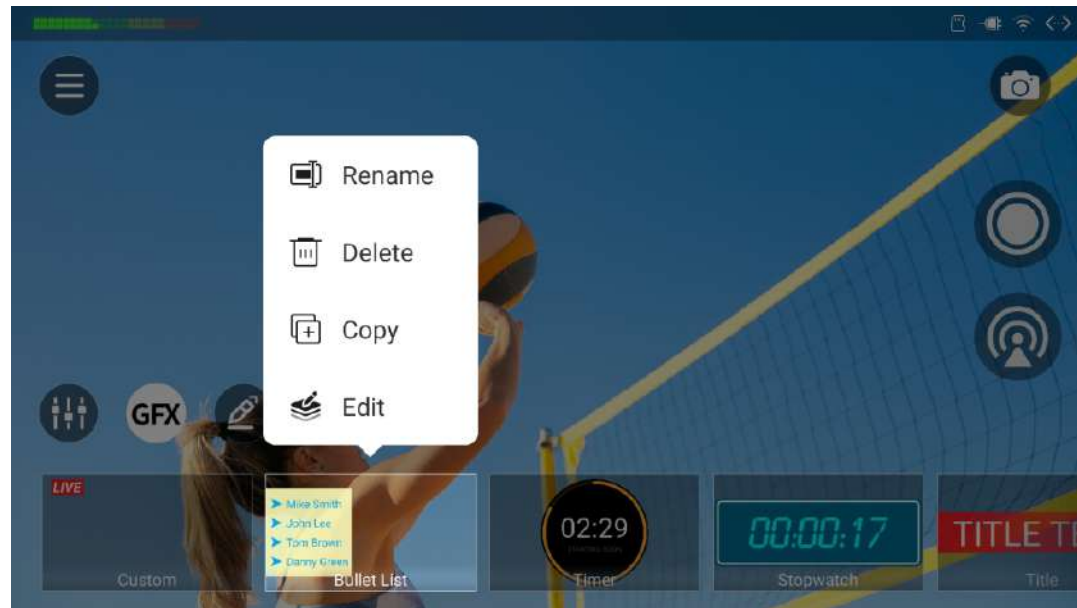 Rename
Delete
Copy
Edit
GFX
LIVE
Mike Smith
John Lee
Tom Brown
Danny Green
02:29
00:00:17
TITLE
Custom
Bullet List
Timer
Stopwatch
Title